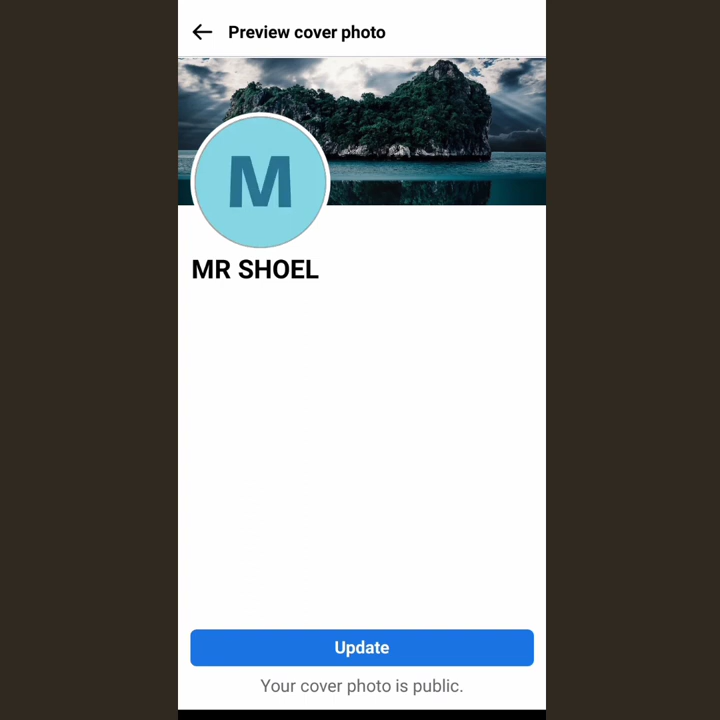 Preview cover photo
M
MR SHOEL
Update
Your cover photo is public.